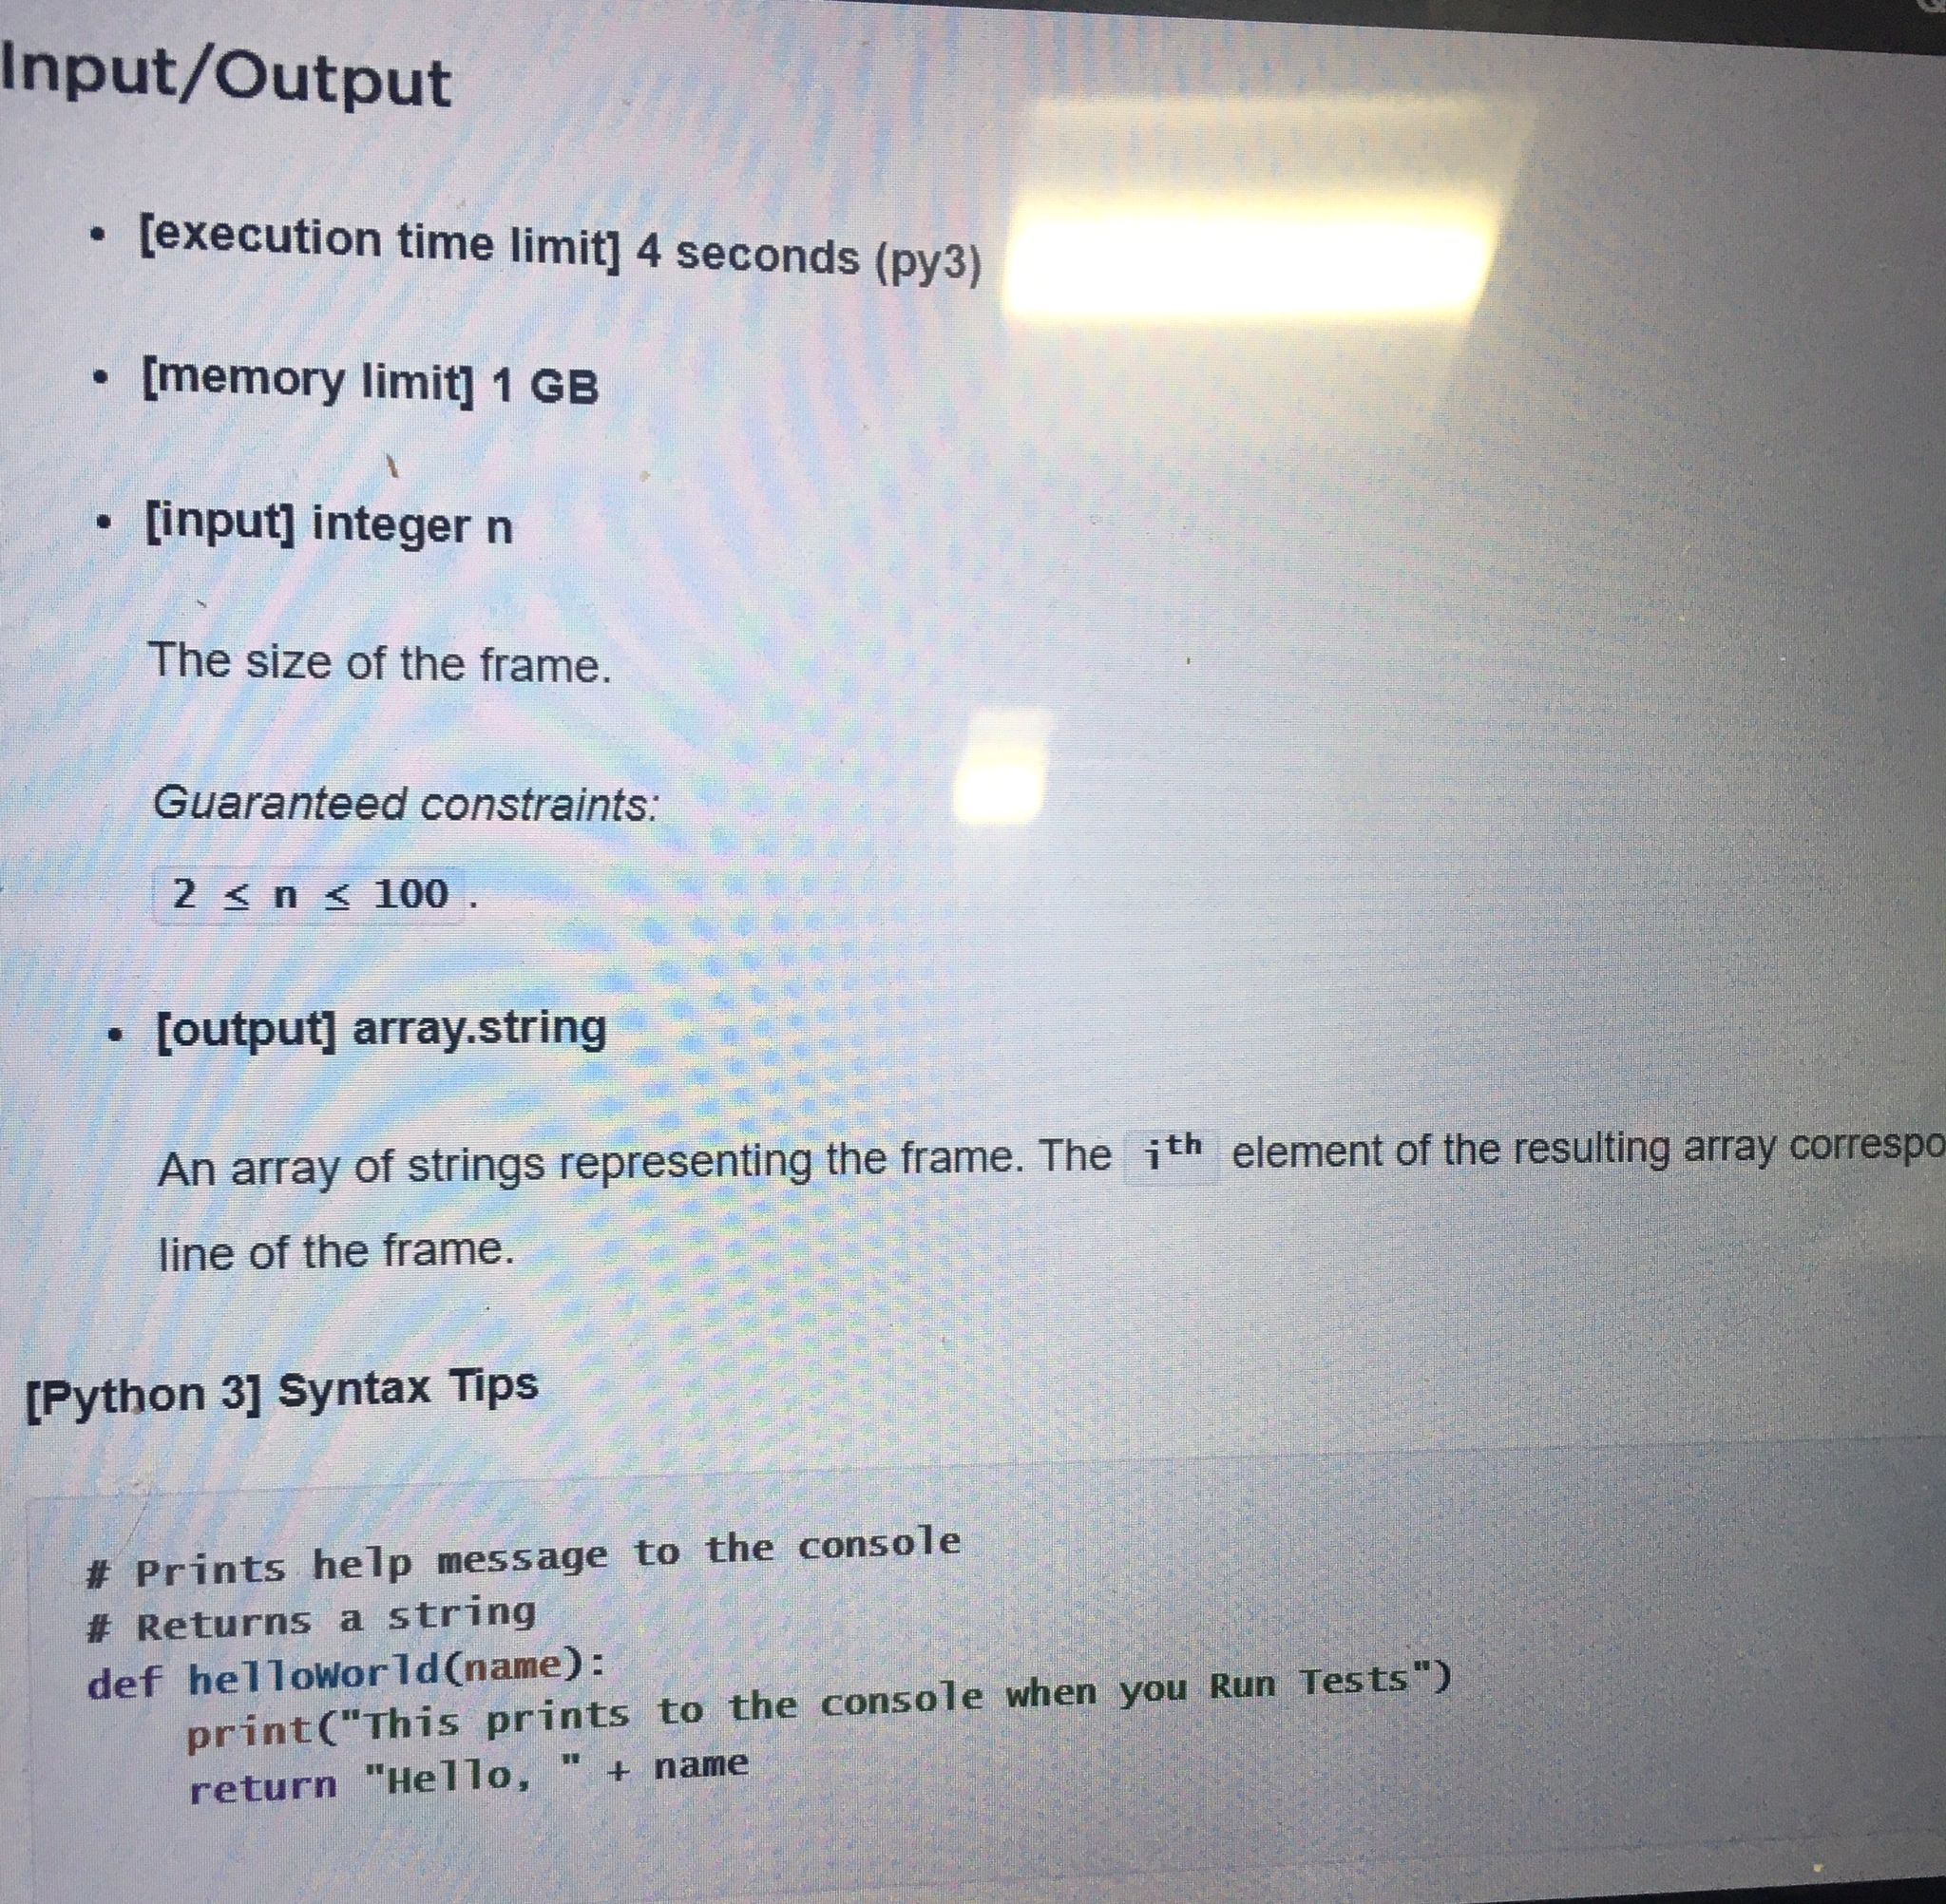 Input/Output
• [execution time limit] 4 seconds (py3)
• [memory limit] 1 GB
• [input] integer n
The size of the frame.
Guaranteed constraints:
2 ≤ n ≤ 100 .
• [output] array.string
An array of strings representing the frame. The iᵗʰ element of the resulting array correspo
line of the frame.
[Python 3] Syntax Tips
# Prints help message to the console
# Returns a string
def helloWorld(name):
    print("This prints to the console when you Run Tests")
    return "Hello, " + name